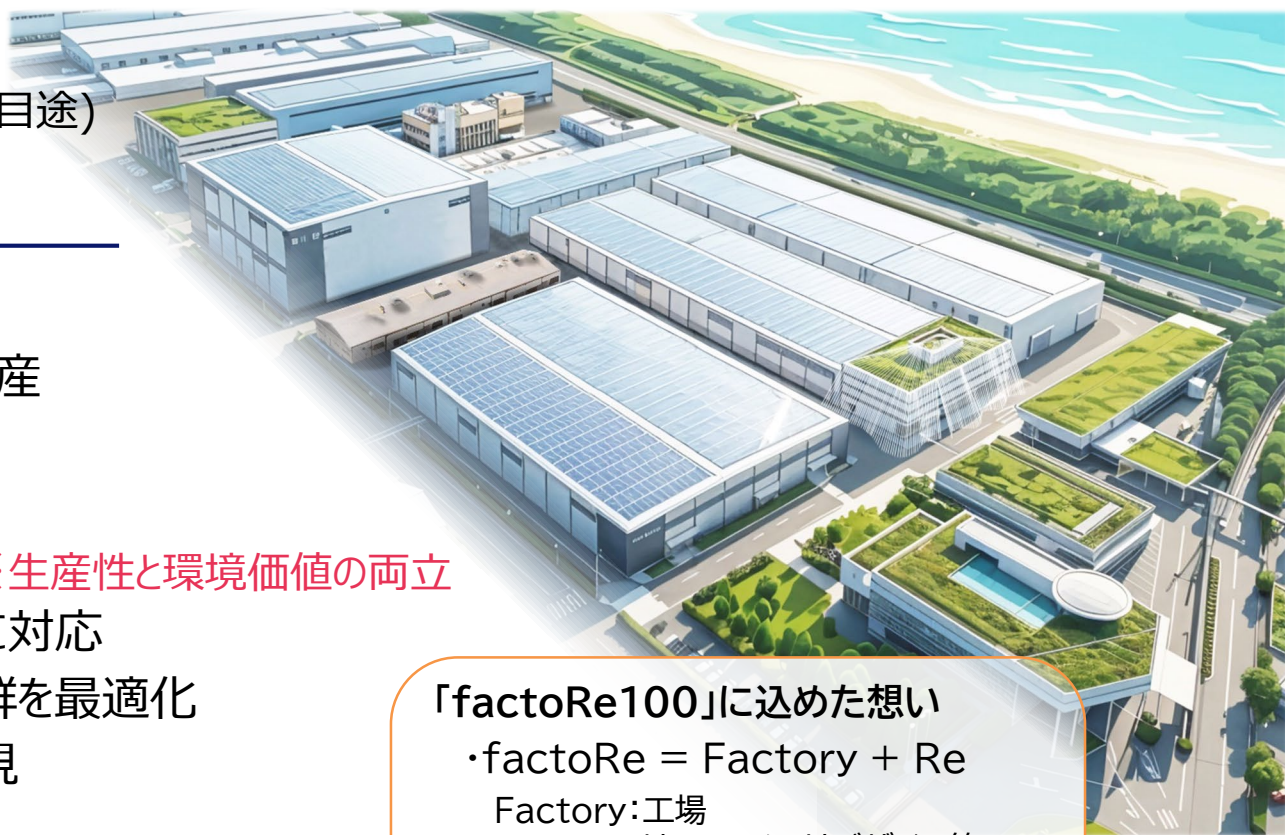 目途)
産
生産性と環境価値の両立
対応
群を最適化
現
「factoRe100」に込めた想い
・factoRe = Factory + Re
Factory：工場